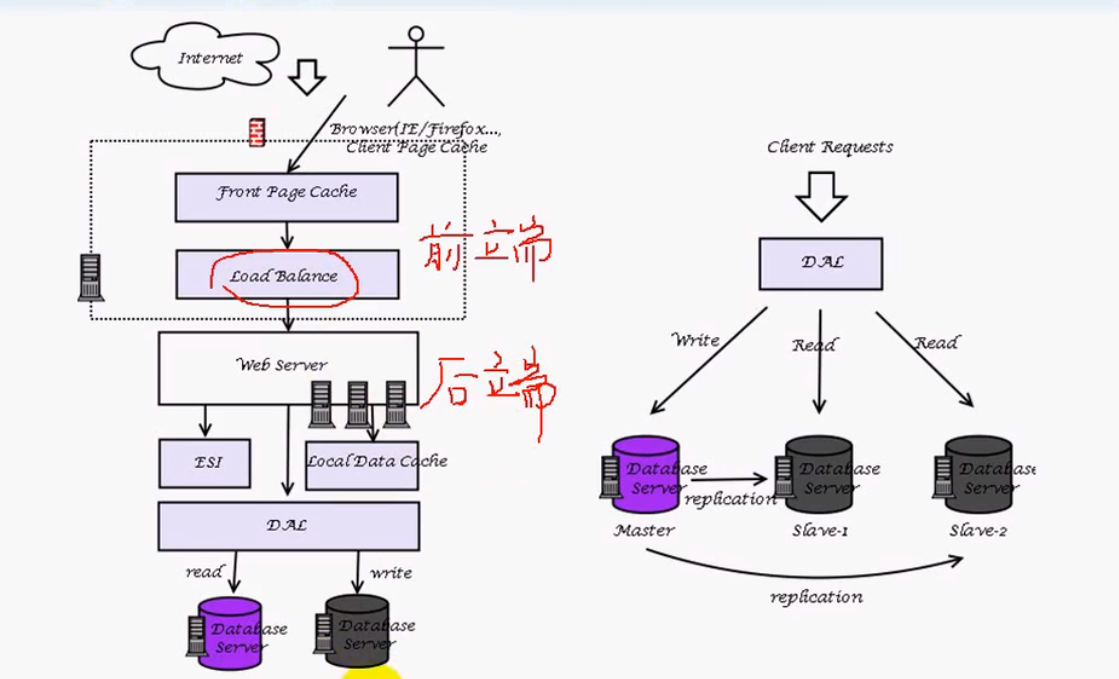 Internet
Browser(IE/Firefox...,
Client Page Cache
Front Page Cache
Load Balance
前端
Web Server
后端
ESI
Local Data Cache
DAL
read
write
Database
Server
Database
Server
Client Requests
DAL
Write
Read
Read
Database
Server
replication
Database
Server
Database
Server
Master
Slave-1
Slave-2
replication